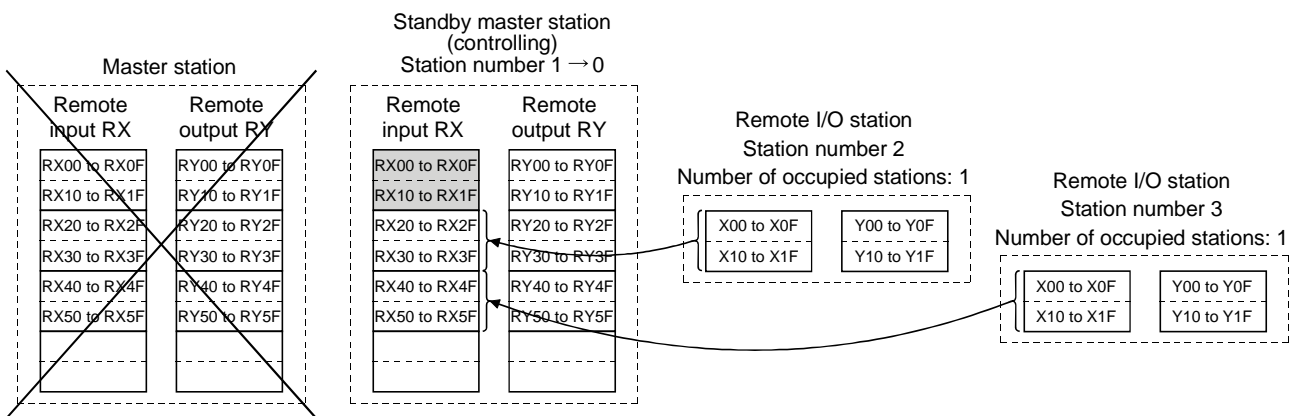 Master station
Remote input RX
Remote output RY
RX00 to RX0F
RX10 to RX1F
RX20 to RX2F
RX30 to RX3F
RX40 to RX4F
RX50 to RX5F
RY00 to RY0F
RY10 to RY1F
RY20 to RY2F
RY30 to RY3F
RY40 to RY4F
RY50 to RY5F
Standby master station
(controlling)
Station number 1 → 0
Remote input RX
Remote output RY
RX00 to RX0F
RX10 to RX1F
RX20 to RX2F
RX30 to RX3F
RX40 to RX4F
RX50 to RX5F
RY00 to RY0F
RY10 to RY1F
RY20 to RY2F
RY30 to RY3F
RY40 to RY4F
RY50 to RY5F
Remote I/O station
Station number 2
Number of occupied stations: 1
X00 to X0F
X10 to X1F
Y00 to Y0F
Y10 to Y1F
Remote I/O station
Station number 3
Number of occupied stations: 1
X00 to X0F
X10 to X1F
Y00 to Y0F
Y10 to Y1F